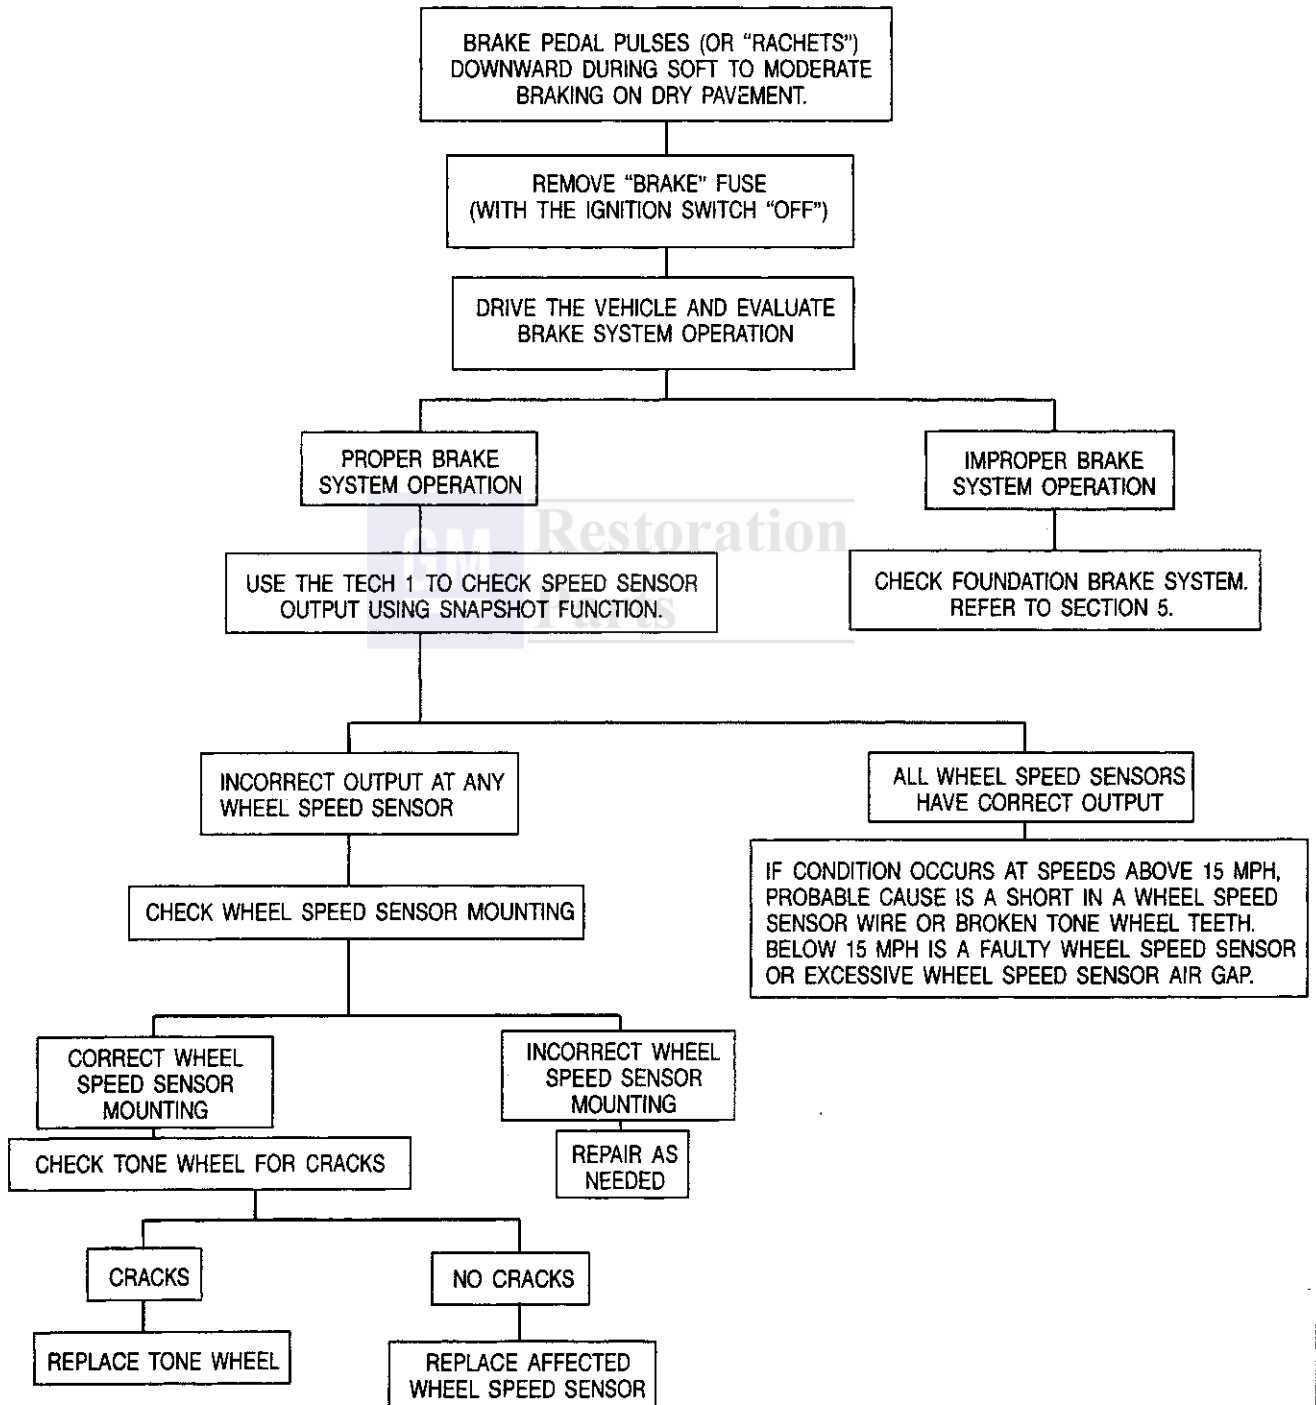 BRAKE PEDAL PULSES (OR “RACHETS”)
DOWNWARD DURING SOFT TO MODERATE
BRAKING ON DRY PAVEMENT.
REMOVE “BRAKE” FUSE
(WITH THE IGNITION SWITCH “OFF”)
DRIVE THE VEHICLE AND EVALUATE
BRAKE SYSTEM OPERATION
PROPER BRAKE
SYSTEM OPERATION
IMPROPER BRAKE
SYSTEM OPERATION
GM Restoration
Parts
USE THE TECH 1 TO CHECK SPEED SENSOR
OUTPUT USING SNAPSHOT FUNCTION.
CHECK FOUNDATION BRAKE SYSTEM.
REFER TO SECTION 5.
INCORRECT OUTPUT AT ANY
WHEEL SPEED SENSOR
ALL WHEEL SPEED SENSORS
HAVE CORRECT OUTPUT
CHECK WHEEL SPEED SENSOR MOUNTING
IF CONDITION OCCURS AT SPEEDS ABOVE 15 MPH,
PROBABLE CAUSE IS A SHORT IN A WHEEL SPEED
SENSOR WIRE OR BROKEN TONE WHEEL TEETH.
BELOW 15 MPH IS A FAULTY WHEEL SPEED SENSOR
OR EXCESSIVE WHEEL SPEED SENSOR AIR GAP.
CORRECT WHEEL
SPEED SENSOR
MOUNTING
INCORRECT WHEEL
SPEED SENSOR
MOUNTING
CHECK TONE WHEEL FOR CRACKS
REPAIR AS
NEEDED
CRACKS
NO CRACKS
REPLACE TONE WHEEL
REPLACE AFFECTED
WHEEL SPEED SENSOR